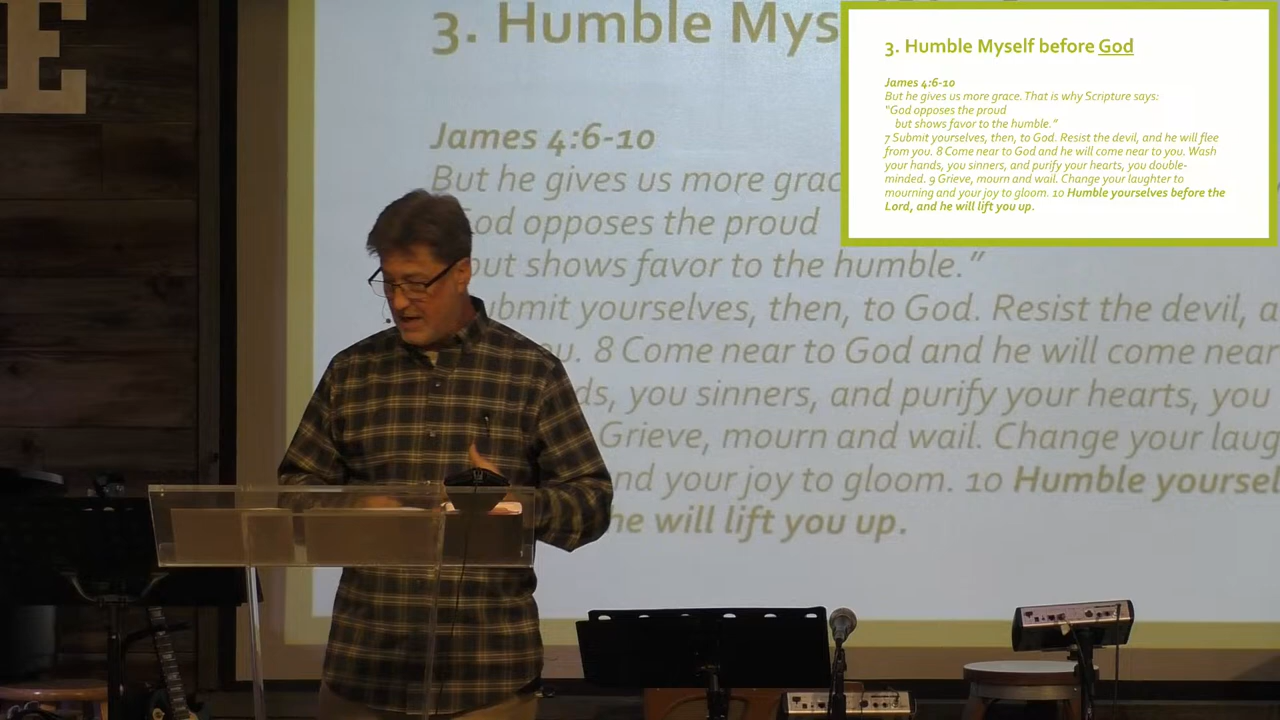 E
3. Humble Mys
James 4:6-10
But he gives us more grac
God opposes the proud
but shows favor to the humble.”
ubmit yourselves, then, to God. Resist the devil, a
ou. 8 Come near to God and he will come near
ds, you sinners, and purify your hearts, you
Grieve, mourn and wail. Change your laug
nd your joy to gloom. 10 Humble yoursel
he will lift you up.
3. Humble Myself before God
James 4:6-10
But he gives us more grace. That is why Scripture says:
“God opposes the proud
but shows favor to the humble.”
7 Submit yourselves, then, to God. Resist the devil, and he will flee
from you. 8 Come near to God and he will come near to you. Wash
your hands, you sinners, and purify your hearts, you double-
minded. 9 Grieve, mourn and wail. Change your laughter to
mourning and your joy to gloom. 10 Humble yourselves before the
Lord, and he will lift you up.